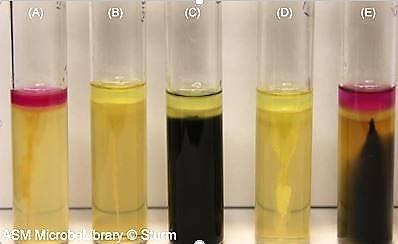 (A) (B) (C) (D) (E)
ASM MicrobeLibrary © Sturm